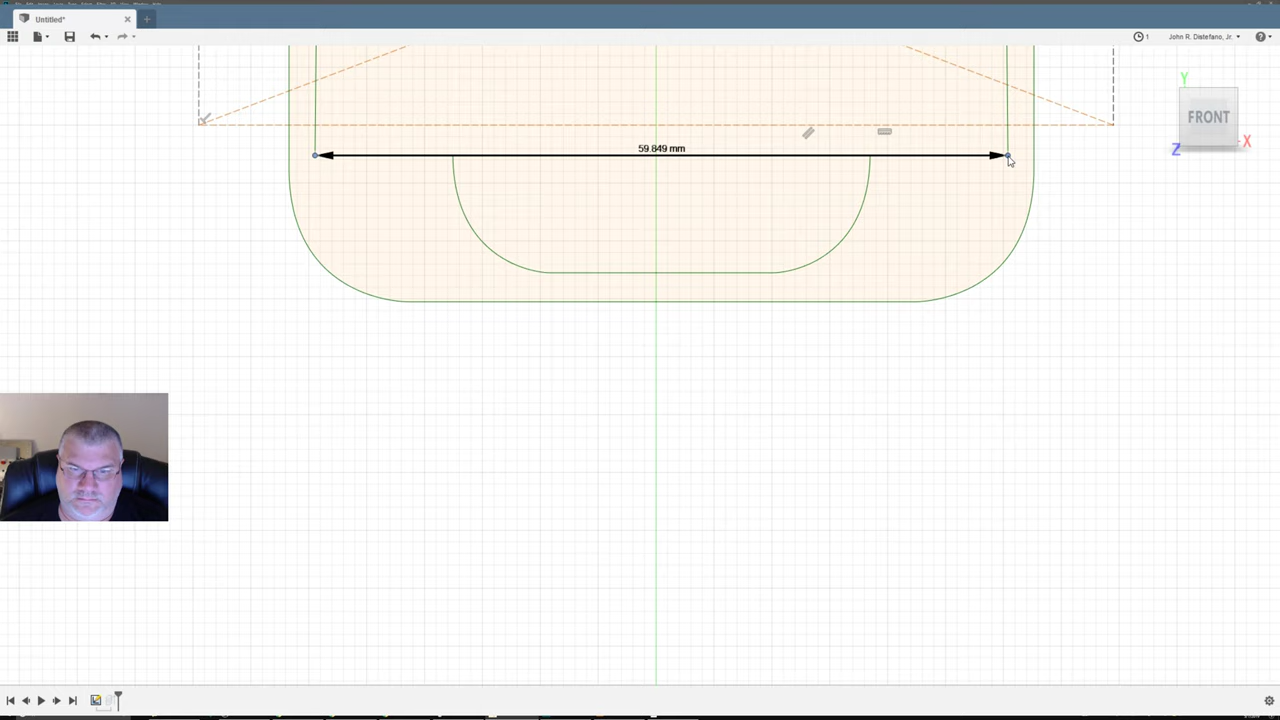 Untitled*
1
John R. Distefano, Jr.
Y
FRONT
X
Z
59.849 mm